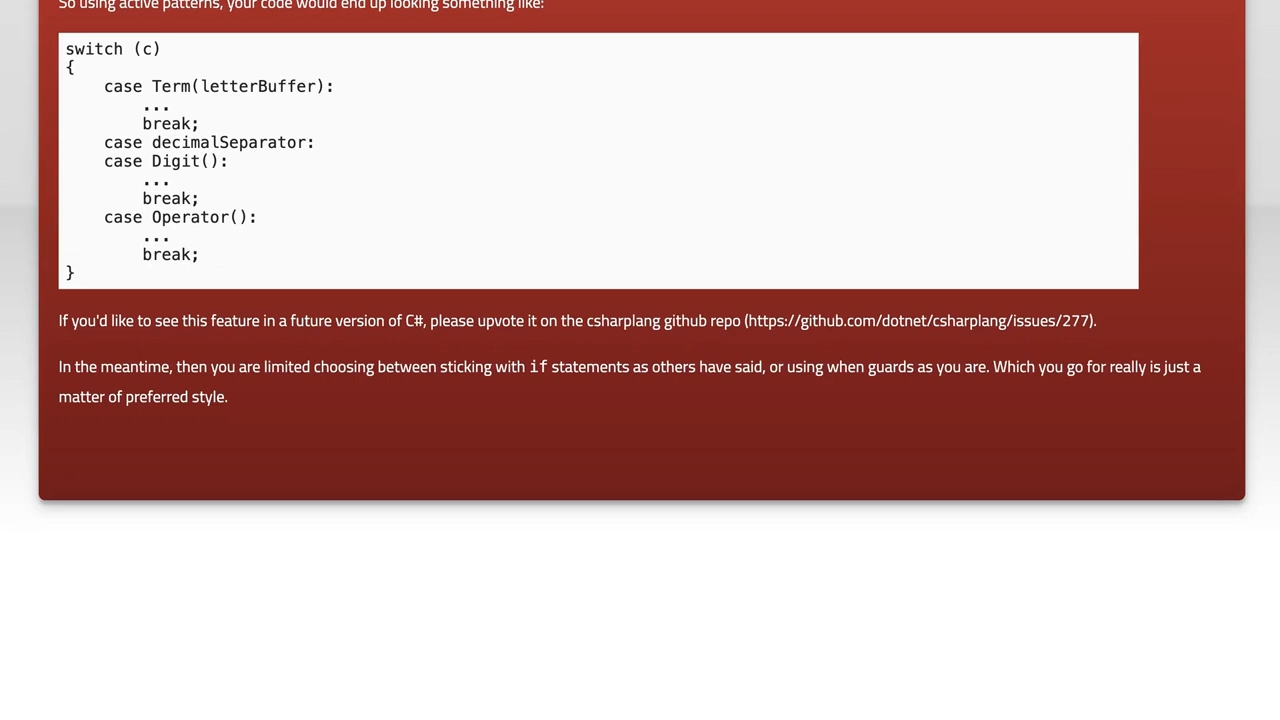 So using active patterns, your code would end up looking something like:
switch (c)
{
    case Term(letterBuffer):
        ...
        break;
    case decimalSeparator:
    case Digit():
        ...
        break;
    case Operator():
        ...
        break;
}
If you'd like to see this feature in a future version of C#, please upvote it on the csharplang github repo (https://github.com/dotnet/csharplang/issues/277).
In the meantime, then you are limited choosing between sticking with if statements as others have said, or using when guards as you are. Which you go for really is just a
matter of preferred style.